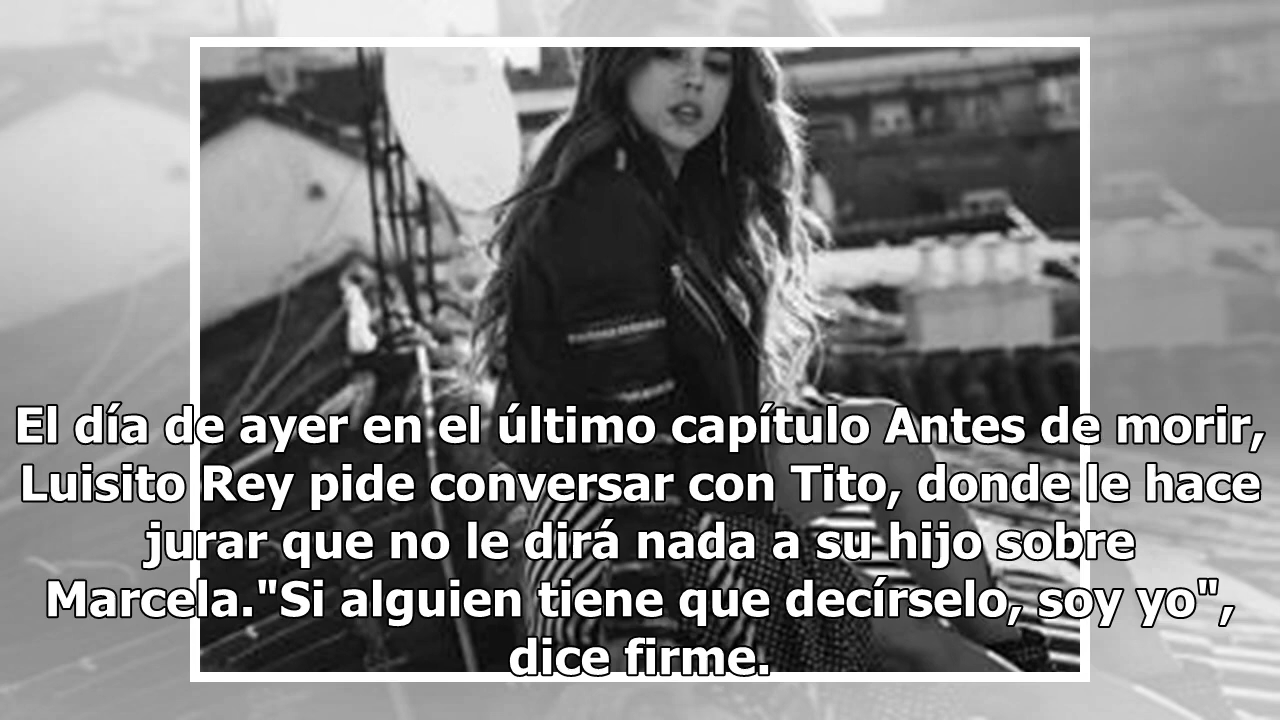 El día de ayer en el último capítulo Antes de morir,
Luisito Rey pide conversar con Tito, donde le hace
jurar que no le dirá nada a su hijo sobre
Marcela."Si alguien tiene que decírselo, soy yo",
dice firme.